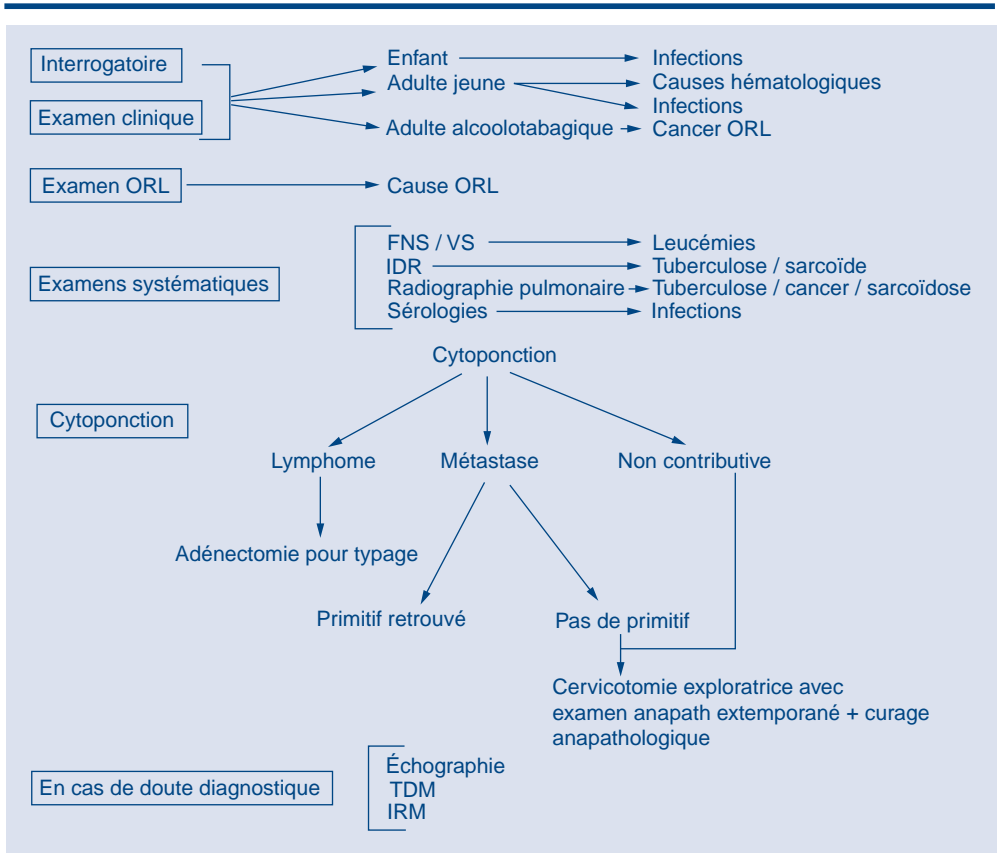 Interrogatoire
Examen clinique
Enfant
Infections
Adulte jeune
Causes hématologiques
Infections
Adulte alcoolotabagique
Cancer ORL
Examen ORL
Cause ORL
Examens systématiques
FNS / VS
Leucémies
IDR
Tuberculose / sarcoïde
Radiographie pulmonaire
Tuberculose / cancer / sarcoïdose
Sérologies
Infections
Cytoponction
Cytoponction
Lymphome
Métastase
Non contributive
Adénectomie pour typage
Primitif retrouvé
Pas de primitif
Cervicotomie exploratrice avec
examen anapath extemporané + curage
anapathologique
En cas de doute diagnostique
Échographie
TDM
IRM